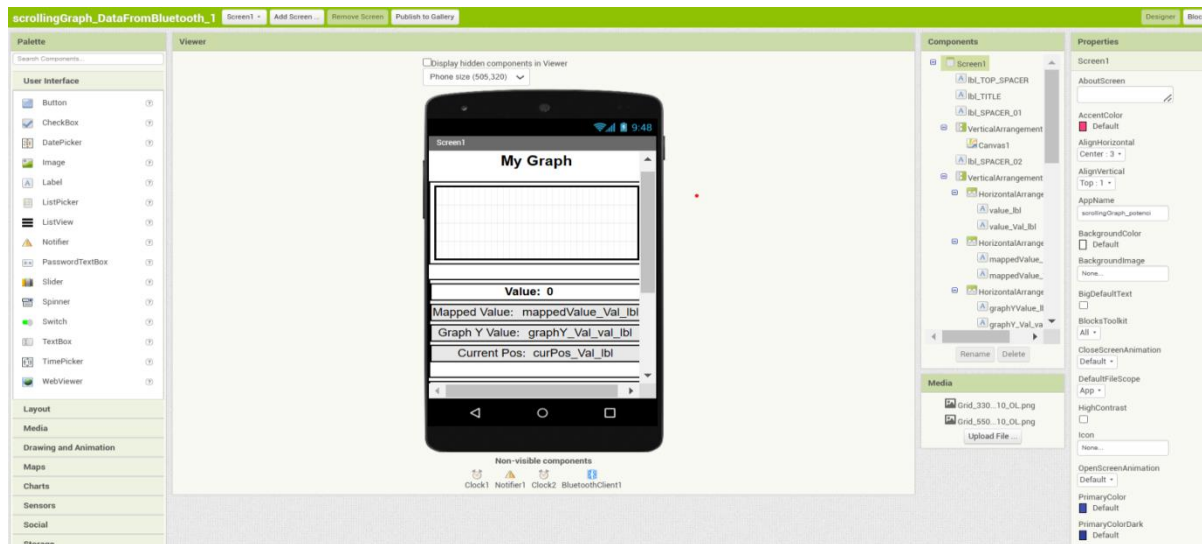 scrollingGraph_DataFromBluetooth_1 Screen1 Add Screen ... Remove Screen Publish to Gallery Designer Bloc
Palette
Search Components...
User Interface
Button
CheckBox
DatePicker
Image
Label
ListPicker
ListView
Notifier
PasswordTextBox
Slider
Spinner
Switch
TextBox
TimePicker
WebViewer
Layout
Media
Drawing and Animation
Maps
Charts
Sensors
Social
Storage
Viewer
Display hidden components in Viewer
Phone size (505,320)
9:48
Screen1
My Graph
Value: 0
Mapped Value: mappedValue_Val_lbl
Graph Y Value: graphY_Val_val_lbl
Current Pos: curPos_Val_lbl
Non-visible components
Clock1 Notifier1 Clock2 BluetoothClient1
Components
Screen1
lbl_TOP_SPACER
lbl_TITLE
lbl_SPACER_01
VerticalArrangement
Canvas1
lbl_SPACER_02
VerticalArrangement
HorizontalArrange
value_lbl
value_Val_lbl
HorizontalArrange
mappedValue_
mappedValue_
HorizontalArrange
graphYValue_l
graphY_Val_va
Rename Delete
Media
Grid_330...10_OL.png
Grid_550...10_OL.png
Upload File ...
Properties
Screen1
AboutScreen
AccentColor
Default
AlignHorizontal
Center : 3
AlignVertical
Top : 1
AppName
scrollingGraph_potenci
BackgroundColor
Default
BackgroundImage
None...
BigDefaultText
BlocksToolkit
All
CloseScreenAnimation
Default
DefaultFileScope
App
HighContrast
Icon
None...
OpenScreenAnimation
Default
PrimaryColor
Default
PrimaryColorDark
Default